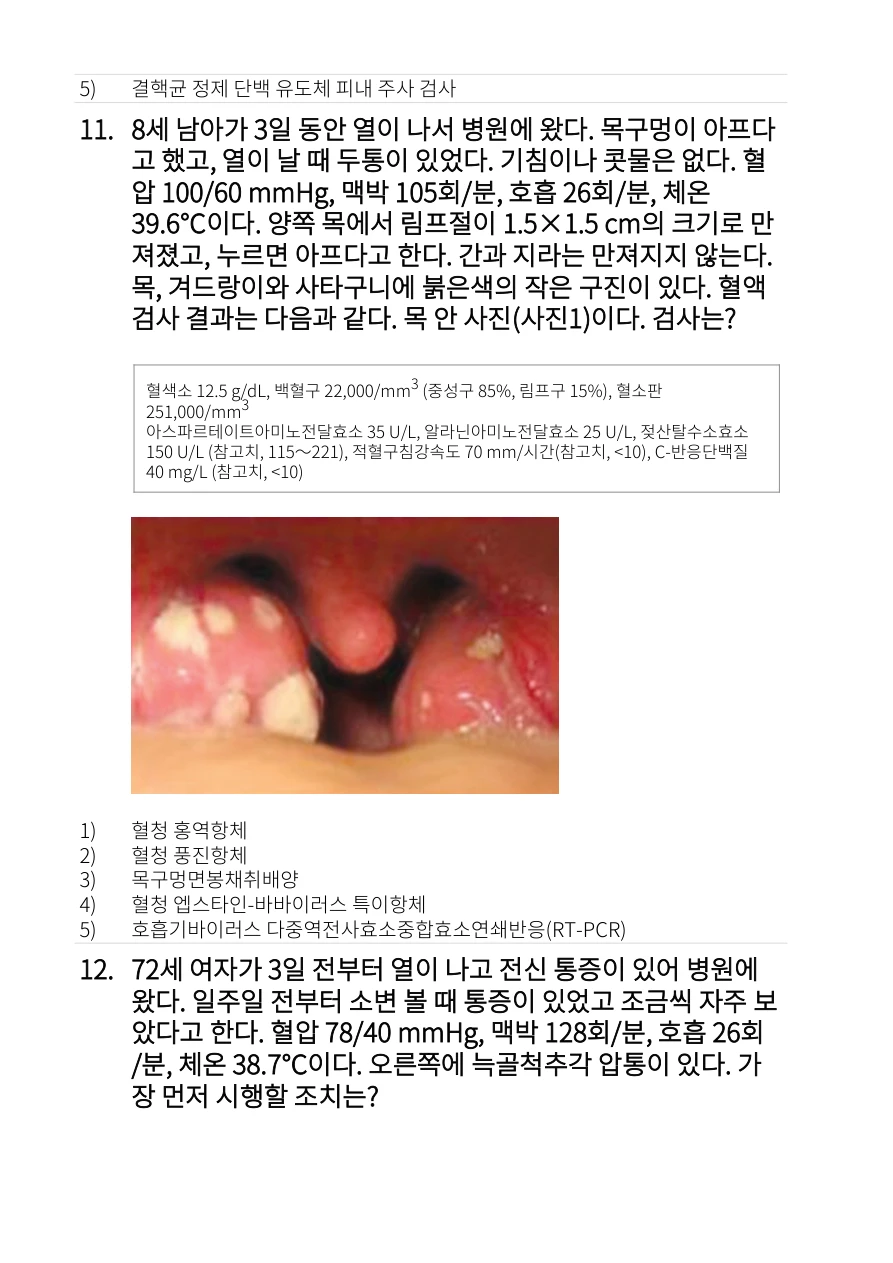 5) 결핵균 정제 단백 유도체 피내 주사 검사
11. 8세 남아가 3일 동안 열이 나서 병원에 왔다. 목구멍이 아프다
고 했고, 열이 날 때 두통이 있었다. 기침이나 콧물은 없다. 혈
압 100/60 mmHg, 맥박 105회/분, 호흡 26회/분, 체온
39.6℃이다. 양쪽 목에서 림프절이 1.5×1.5 cm의 크기로 만
져졌고, 누르면 아프다고 한다. 간과 지라는 만져지지 않는다.
목, 겨드랑이와 사타구니에 붉은색의 작은 구진이 있다. 혈액
검사 결과는 다음과 같다. 목 안 사진(사진1)이다. 검사는?
혈색소 12.5 g/dL, 백혈구 22,000/mm³ (중성구 85%, 림프구 15%), 혈소판
251,000/mm³
아스파르테이트아미노전달효소 35 U/L, 알라닌아미노전달효소 25 U/L, 젖산탈수소효소
150 U/L (참고치, 115～221), 적혈구침강속도 70 mm/시간(참고치, <10), C-반응단백질
40 mg/L (참고치, <10)
1) 혈청 홍역항체
2) 혈청 풍진항체
3) 목구멍면봉채취배양
4) 혈청 엡스타인-바바이러스 특이항체
5) 호흡기바이러스 다중역전사효소중합효소연쇄반응(RT-PCR)
12. 72세 여자가 3일 전부터 열이 나고 전신 통증이 있어 병원에
왔다. 일주일 전부터 소변 볼 때 통증이 있었고 조금씩 자주 보
았다고 한다. 혈압 78/40 mmHg, 맥박 128회/분, 호흡 26회
/분, 체온 38.7℃이다. 오른쪽에 늑골척추각 압통이 있다. 가
장 먼저 시행할 조치는?